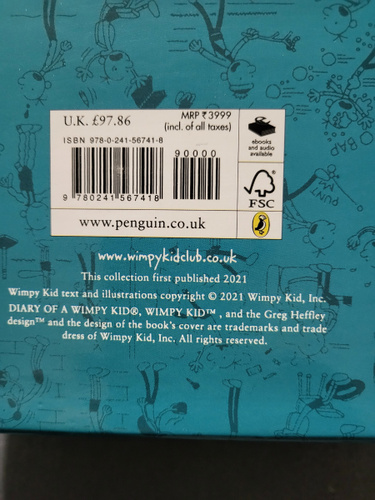 U.K. £97.86
MRP ₹ 3999
(incl. of all taxes)
ISBN 978-0-241-56741-8
90000
9 780241 567418
ebooks
and audio
available
FSC
www.penguin.co.uk
www.wimpykidclub.co.uk
This collection first published 2021
Wimpy Kid text and illustrations copyright © 2021 Wimpy Kid, Inc.
DIARY OF A WIMPY KID®, WIMPY KID™, and the Greg Heffley
design™ and the design of the book's cover are trademarks and trade
dress of Wimpy Kid, Inc. All rights reserved.